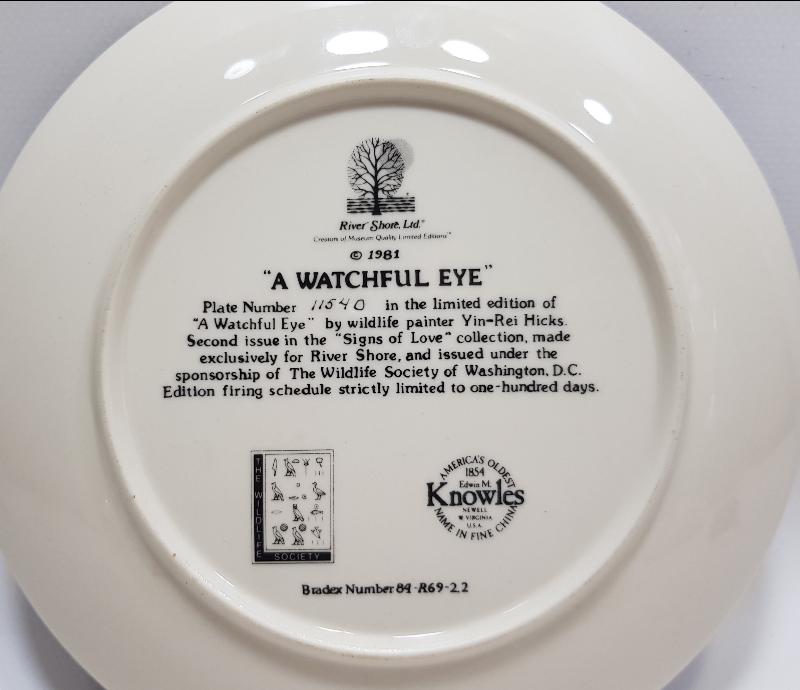 River Shore, Ltd.®
Creators of Museum Quality Limited Editions™
© 1981
"A WATCHFUL EYE"
Plate Number 11540 in the limited edition of
"A Watchful Eye" by wildlife painter Yin-Rei Hicks.
Second issue in the "Signs of Love" collection, made
exclusively for River Shore, and issued under the
sponsorship of The Wildlife Society of Washington, D.C.
Edition firing schedule strictly limited to one-hundred days.
THE WILDLIFE
SOCIETY
AMERICA'S OLDEST
1854
Edwin M.
Knowles
NEWELL
W. VIRGINIA
U.S.A.
NAME IN FINE CHINA
Bradex Number 84-R69-2.2